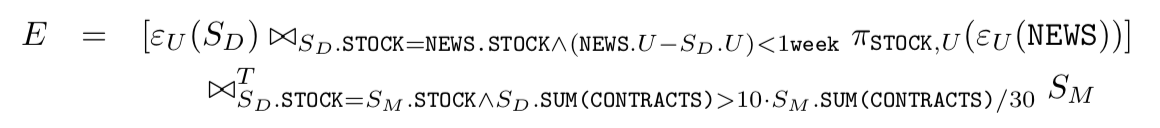 E = [ε_U(S_D) ⋈_{S_D.STOCK=NEWS.STOCK∧(NEWS.U−S_D.U)<1week} π_{STOCK,U}(ε_U(NEWS))]
⋈^T_{S_D.STOCK=S_M.STOCK∧S_D.SUM(CONTRACTS)>10·S_M.SUM(CONTRACTS)/30} S_M